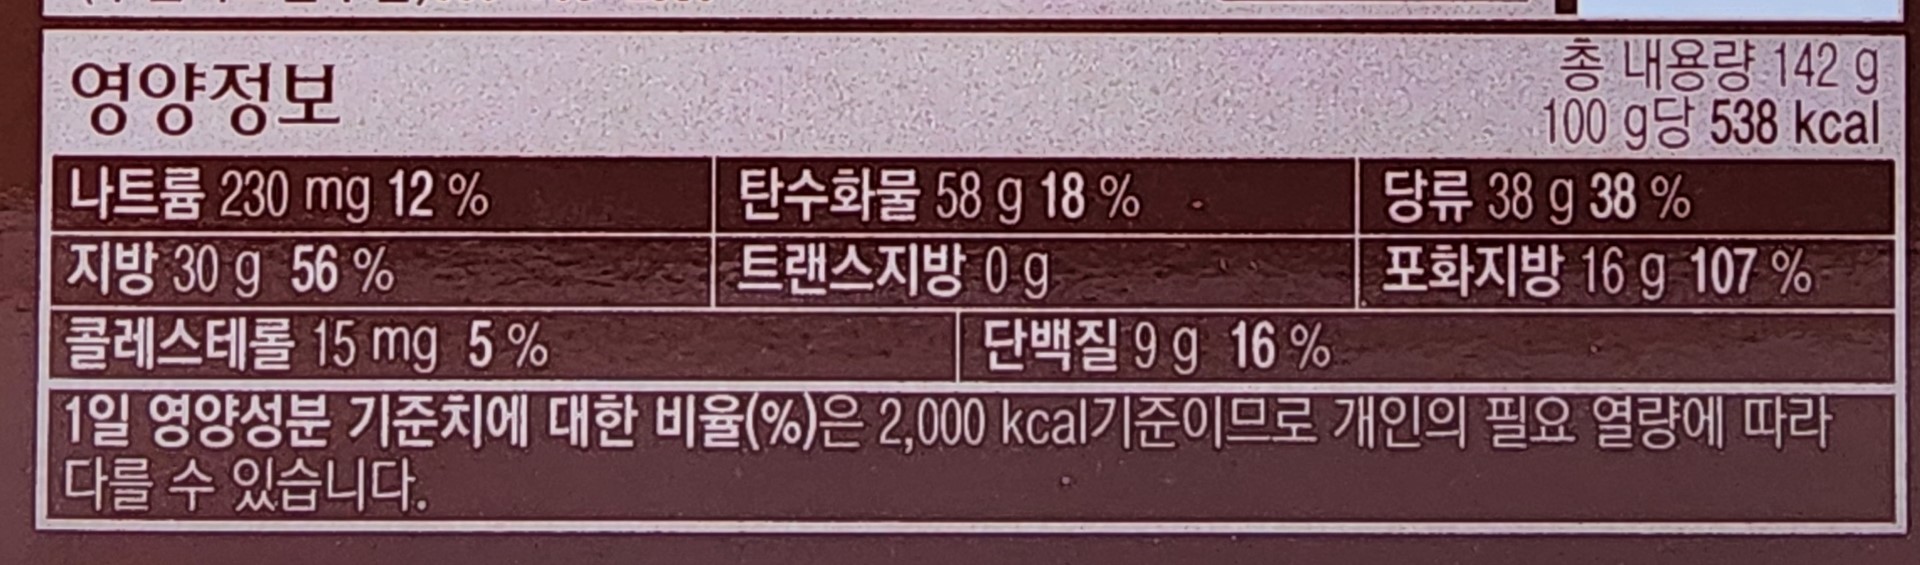 영양정보
총 내용량 142 g
100 g당 538 kcal
나트륨 230 mg 12 % 탄수화물 58 g 18 % 당류 38 g 38 %
지방 30 g 56 % 트랜스지방 0 g 포화지방 16 g 107 %
콜레스테롤 15 mg 5 % 단백질 9 g 16 %
1일 영양성분 기준치에 대한 비율(%)은 2,000 kcal기준이므로 개인의 필요 열량에 따라
다를 수 있습니다.